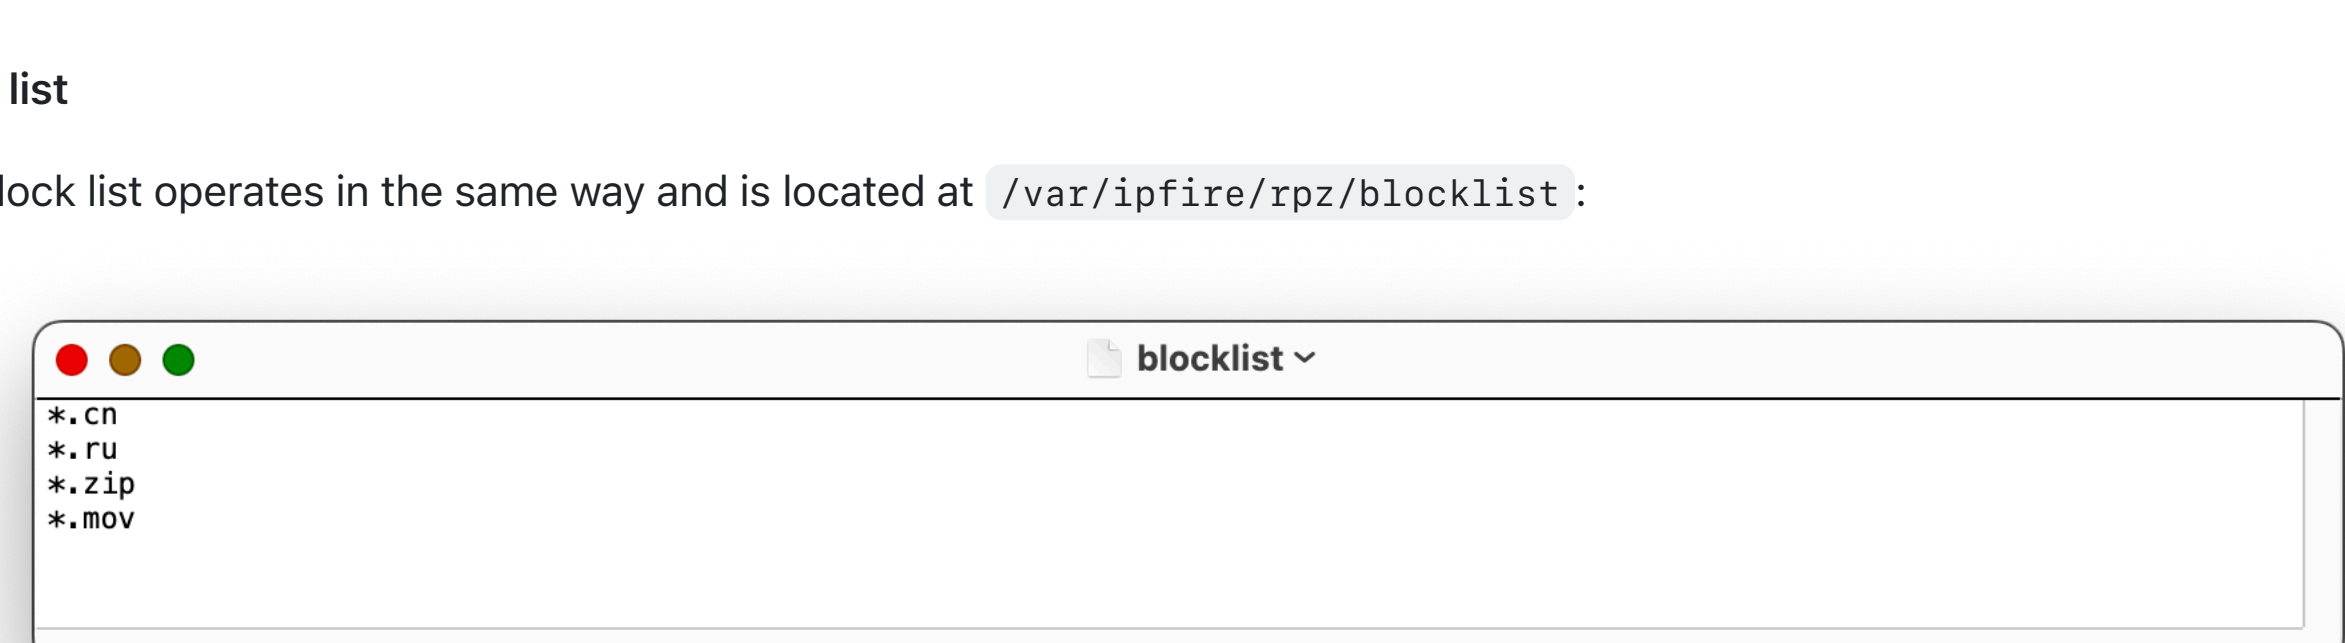 list
lock list operates in the same way and is located at /var/ipfire/rpz/blocklist:
blocklist
*.cn
*.ru
*.zip
*.mov